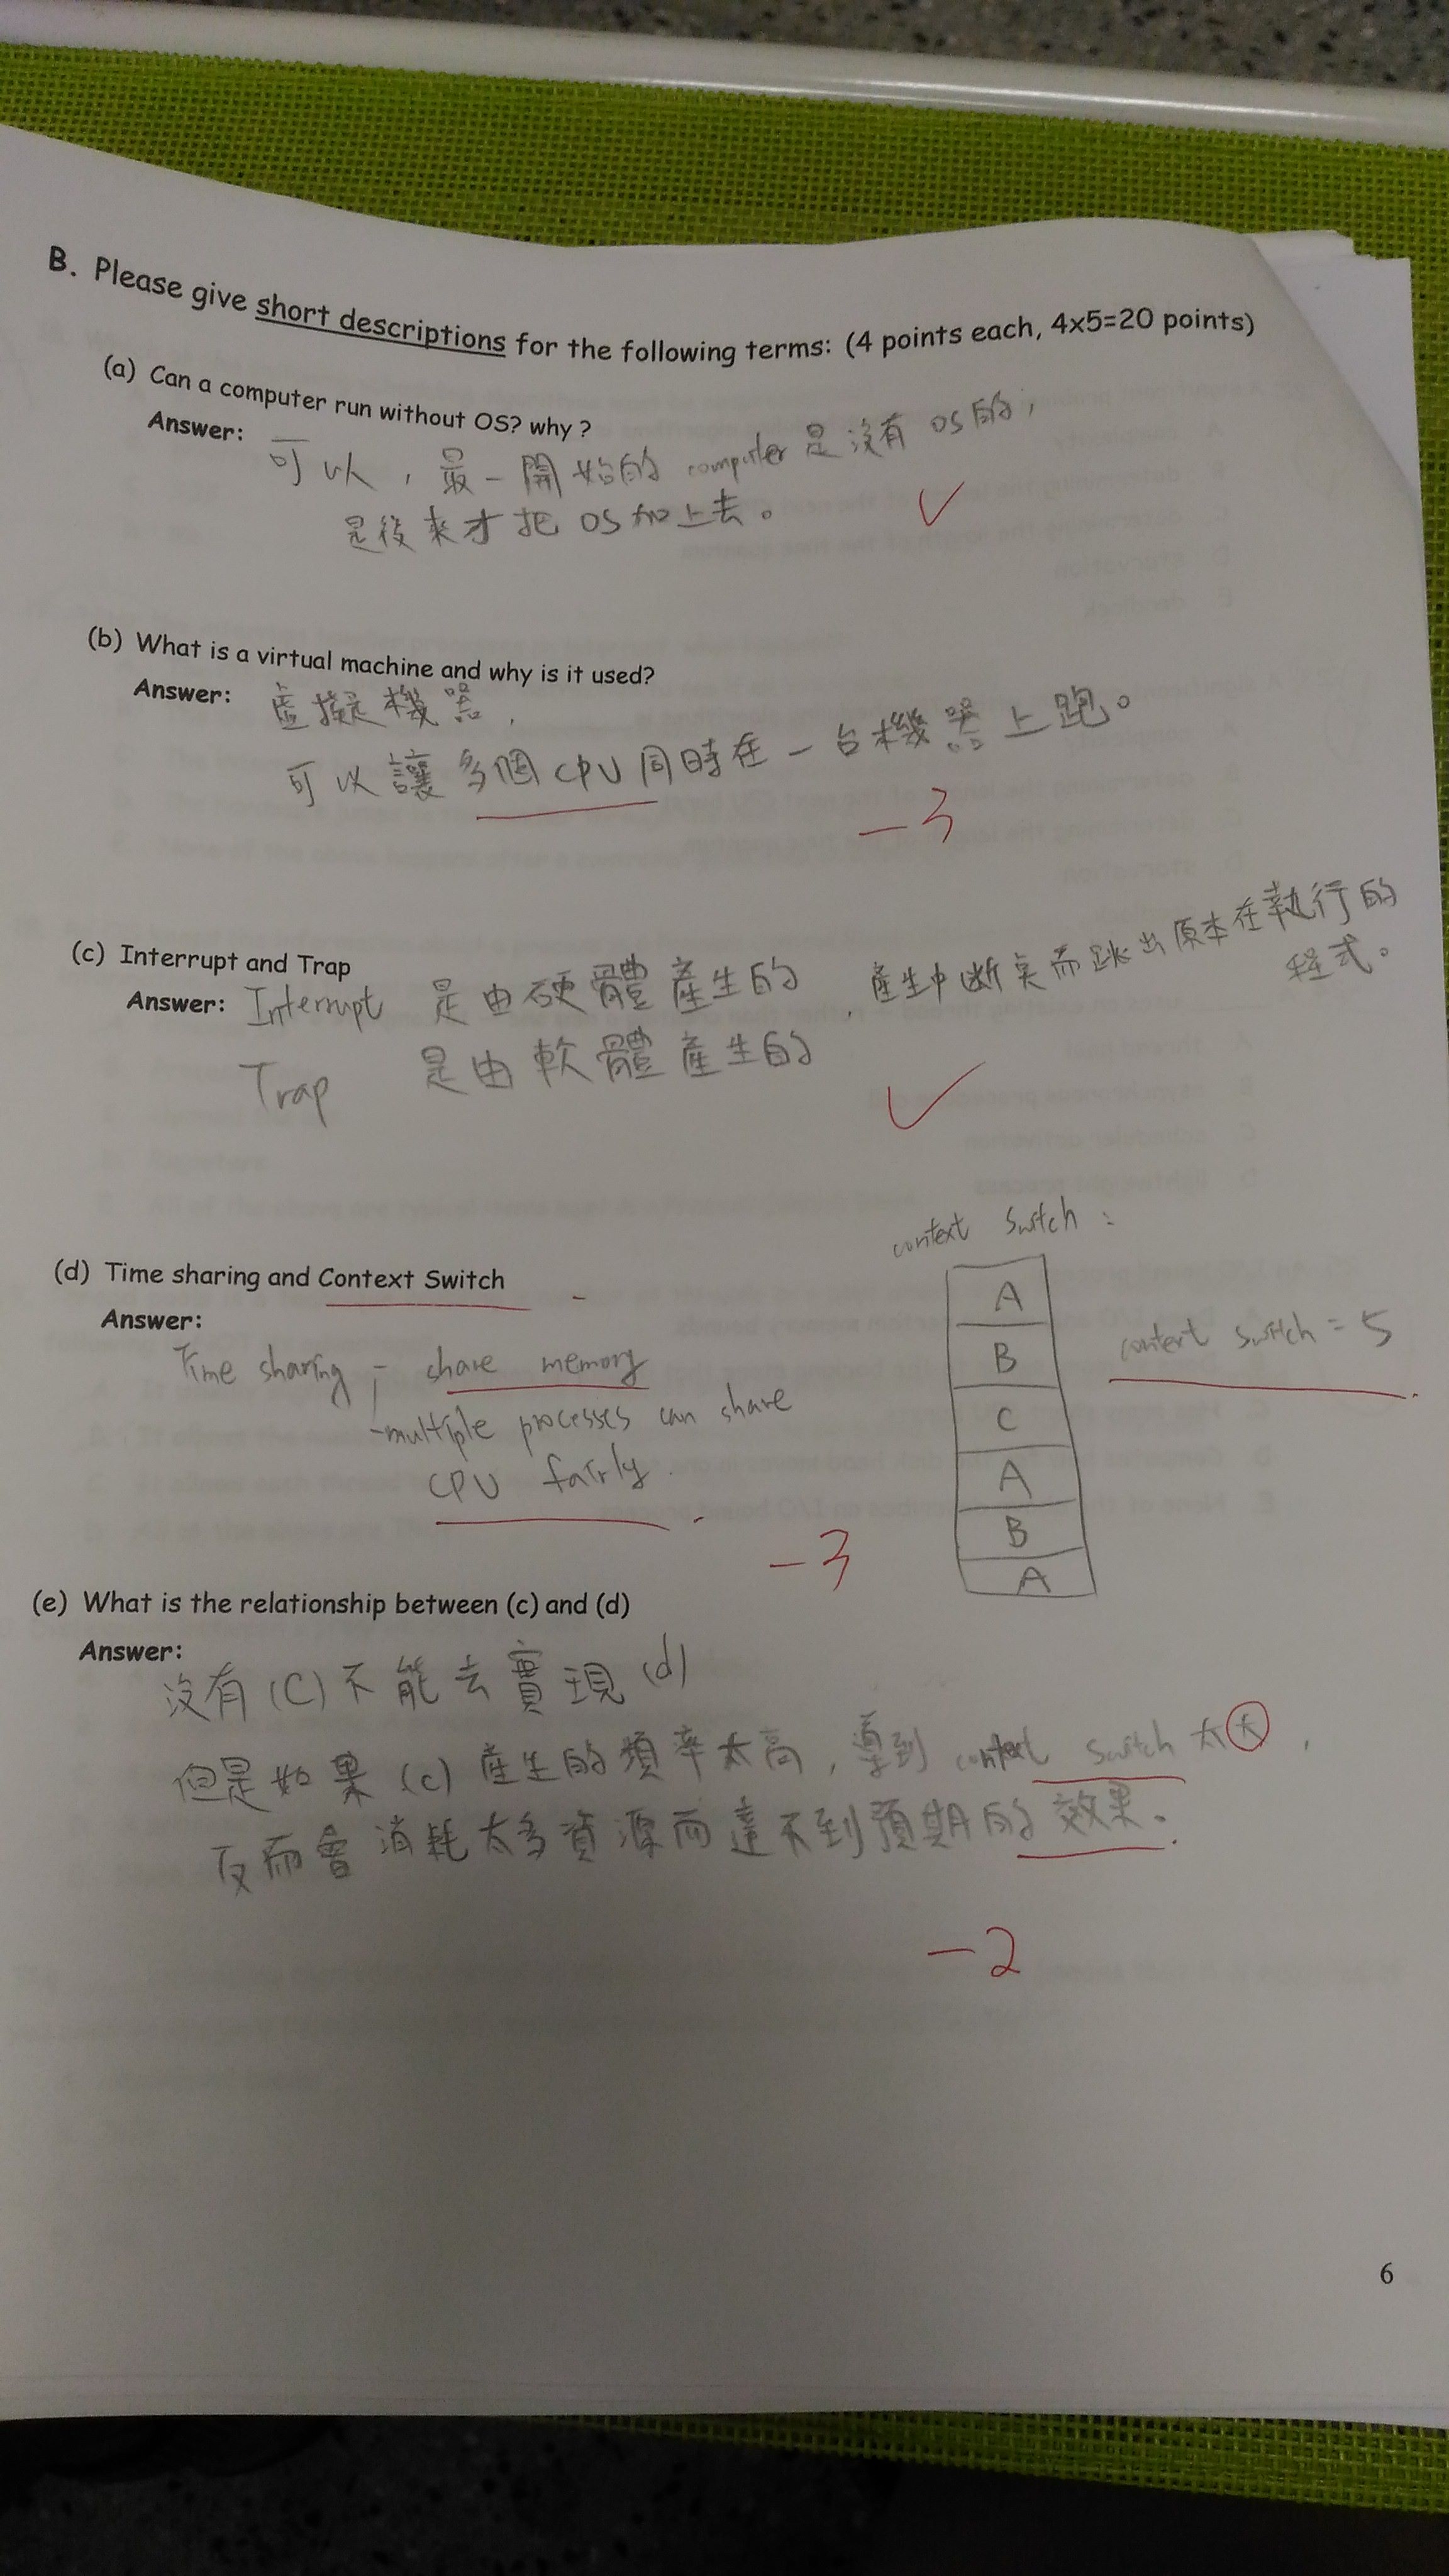 B. Please give short descriptions for the following terms: (4 points each, 4x5=20 points)
(a) Can a computer run without OS? why ?
Answer: 可以，最一開始的 computer 是沒有 OS 的，
是後來才把 OS 加上去。
(b) What is a virtual machine and why is it used?
Answer: 虛擬機器，
可以讓多個 CPU 同時在一台機器上跑。
-3
(c) Interrupt and Trap
Answer: Interrupt 是由硬體產生的，產生中斷 而跳出原本在執行的
程式。
Trap 是由軟體產生的
(d) Time sharing and Context Switch
Answer:
Time sharing : - share memory
- multiple processes can share
CPU fairly.
-3
context switch :
A
B
C
A
B
A
context switch = 5
(e) What is the relationship between (c) and (d)
Answer:
沒有 (C) 不能去實現 (d)
但是如果 (c) 產生的頻率太高，導到 context switch 太大，
反而會消耗太多資源而達不到預期的效果。
-2
6